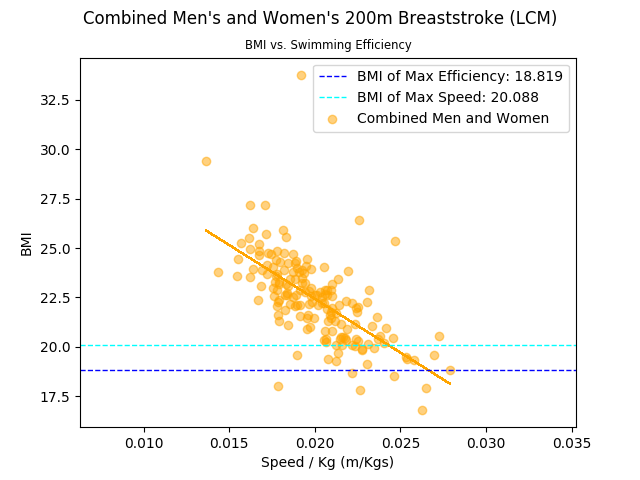 Combined Men's and Women's 200m Breaststroke (LCM)
BMI vs. Swimming Efficiency
BMI of Max Efficiency: 18.819
BMI of Max Speed: 20.088
Combined Men and Women
32.5
30.0
27.5
25.0
22.5
20.0
17.5
BMI
0.010 0.015 0.020 0.025 0.030 0.035
Speed / Kg (m/Kgs)